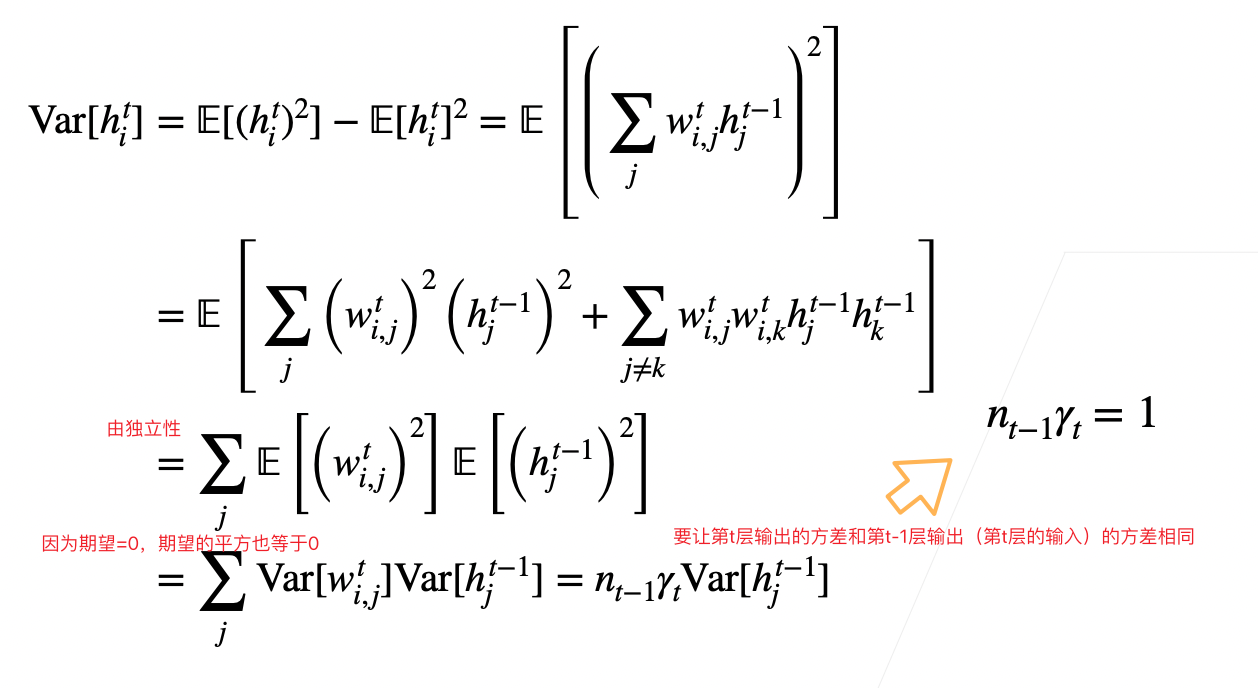 Var[h_i^t] = 𝔼[(h_i^t)^2] − 𝔼[h_i^t]^2 = 𝔼 [ ( ∑_j w_{i,j}^t h_j^{t−1} )^2 ]
= 𝔼 [ ∑_j (w_{i,j}^t)^2 (h_j^{t−1})^2 + ∑_{j≠k} w_{i,j}^t w_{i,k}^t h_j^{t−1} h_k^{t−1} ]
n_{t−1}γ_t = 1
由独立性
= ∑_j 𝔼 [ (w_{i,j}^t)^2 ] 𝔼 [ (h_j^{t−1})^2 ]
因为期望=0，期望的平方也等于0
要让第t层输出的方差和第t-1层输出（第t层的输入）的方差相同
= ∑_j Var[w_{i,j}^t]Var[h_j^{t−1}] = n_{t−1}γ_tVar[h_j^{t−1}]